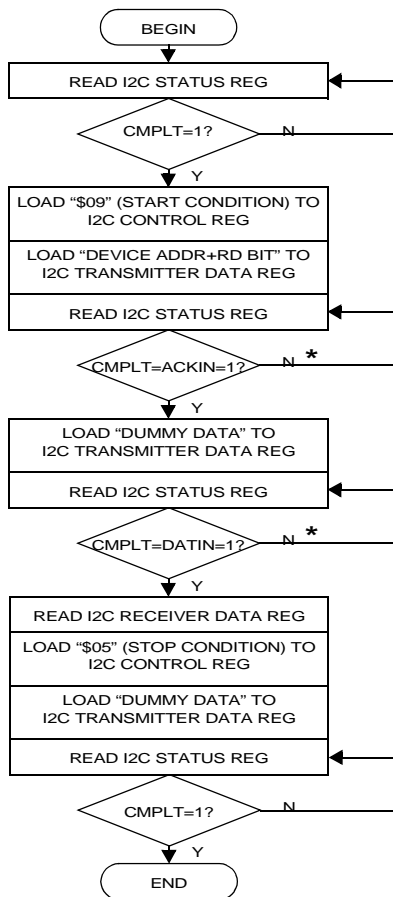 BEGIN
READ I2C STATUS REG
CMPLT=1?
N
Y
LOAD “$09” (START CONDITION) TO
I2C CONTROL REG
LOAD “DEVICE ADDR+RD BIT” TO
I2C TRANSMITTER DATA REG
READ I2C STATUS REG
CMPLT=ACKIN=1?
N *
Y
LOAD “DUMMY DATA” TO
I2C TRANSMITTER DATA REG
READ I2C STATUS REG
CMPLT=DATIN=1?
N *
Y
READ I2C RECEIVER DATA REG
LOAD “$05” (STOP CONDITION) TO
I2C CONTROL REG
LOAD “DUMMY DATA” TO
I2C TRANSMITTER DATA REG
READ I2C STATUS REG
CMPLT=1?
N
Y
END